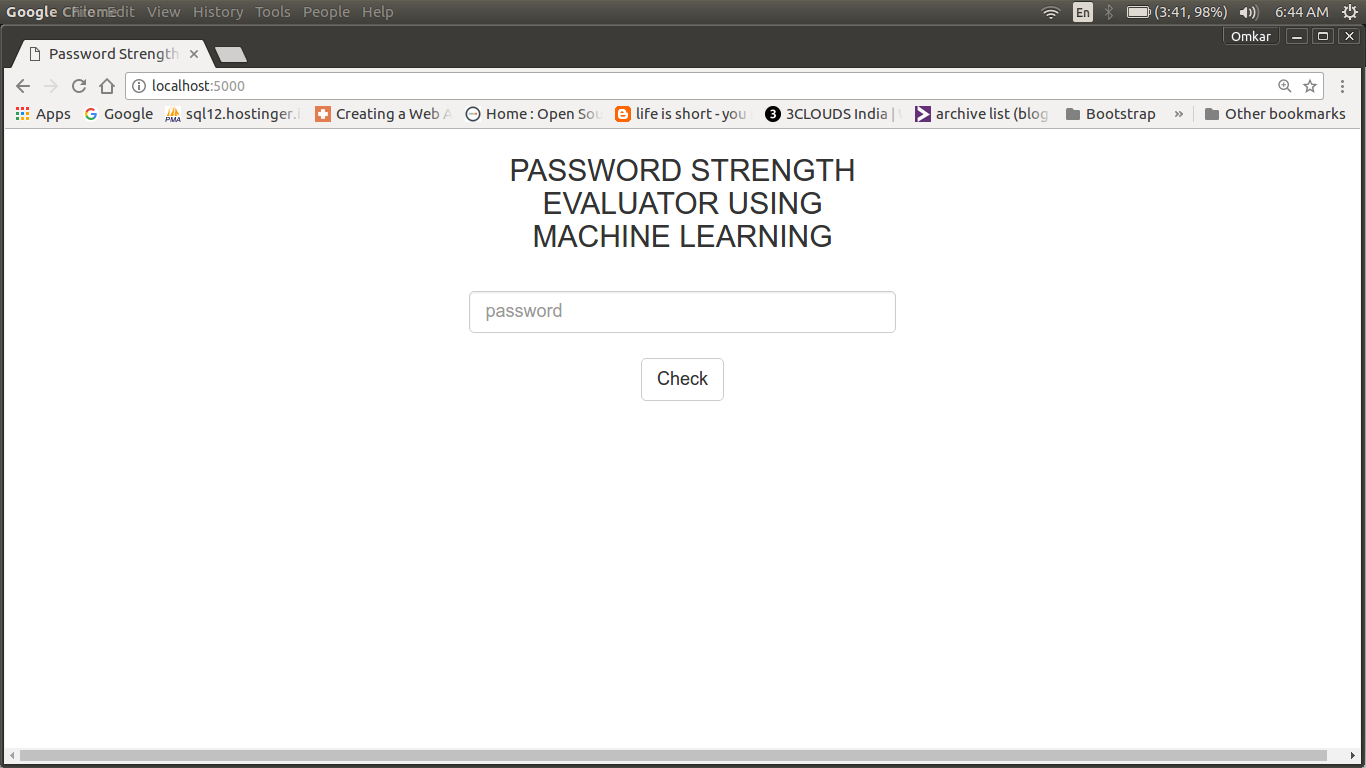 Google Chrome File Edit View History Tools People Help En (3:41, 98%) 6:44 AM
Omkar
Password Strength
localhost:5000
Apps Google sql12.hostinger.i Creating a Web A Home : Open Sou life is short - you 3CLOUDS India | archive list (blog Bootstrap » Other bookmarks
PASSWORD STRENGTH
EVALUATOR USING
MACHINE LEARNING
password
Check